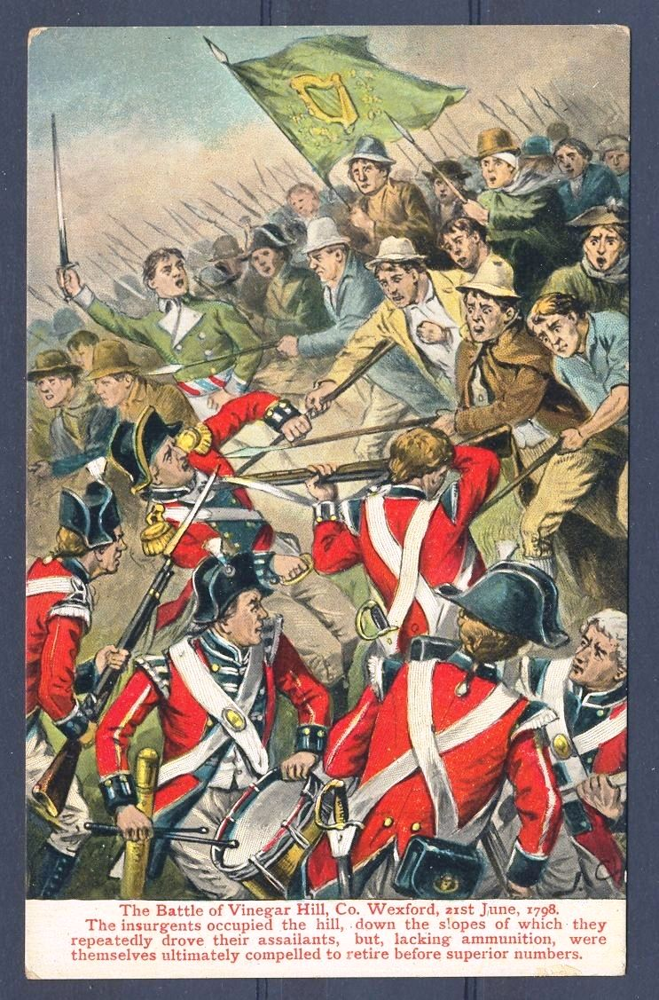 The Battle of Vinegar Hill, Co. Wexford, 21st June, 1798.
The insurgents occupied the hill, down the slopes of which they
repeatedly drove their assailants, but, lacking ammunition, were
themselves ultimately compelled to retire before superior numbers.